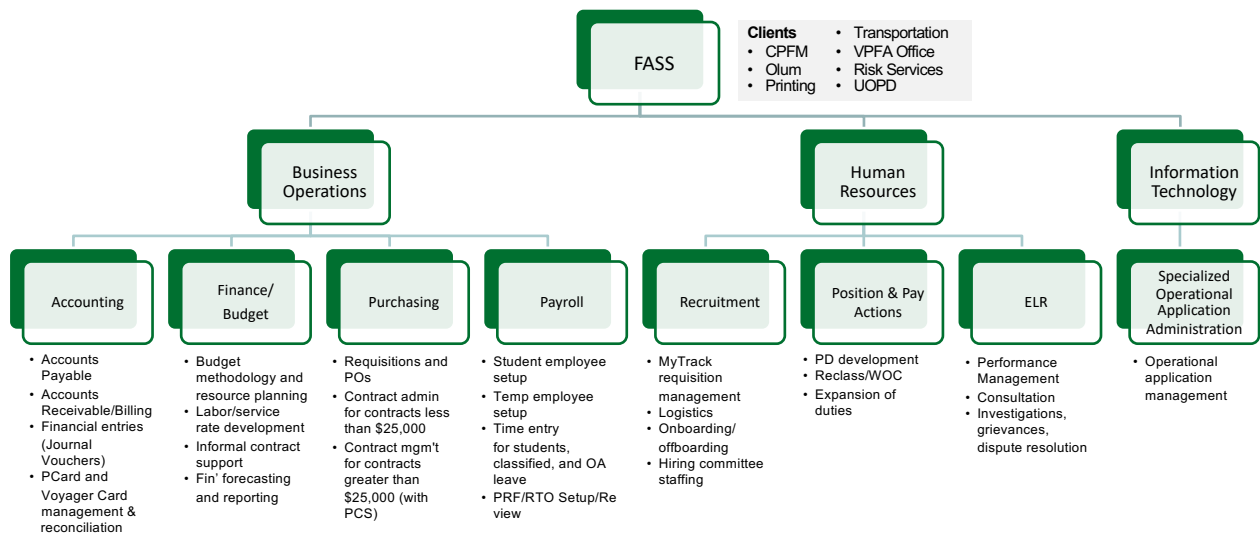 FASS
Clients
• CPFM
• Olum
• Printing
• Transportation
• VPFA Office
• Risk Services
• UOPD
Business
Operations
Human
Resources
Information
Technology
Accounting
Finance/
Budget
Purchasing
Payroll
Recruitment
Position & Pay
Actions
ELR
Specialized
Operational
Application
Administration
• Accounts
Payable
• Accounts
Receivable/Billing
• Financial entries
(Journal
Vouchers)
• PCard and
Voyager Card
management &
reconciliation
• Budget
methodology and
resource planning
• Labor/service
rate development
• Informal contract
support
• Fin' forecasting
and reporting
• Requisitions and
POs
• Contract admin
for contracts less
than $25,000
• Contract mgm't
for contracts
greater than
$25,000 (with
PCS)
• Student employee
setup
• Temp employee
setup
• Time entry
for students,
classified, and OA
leave
• PRF/RTO Setup/Re
view
• MyTrack
requisition
management
• Logistics
• Onboarding/
offboarding
• Hiring committee
staffing
• PD development
• Reclass/WOC
• Expansion of
duties
• Performance
Management
• Consultation
• Investigations,
grievances,
dispute resolution
• Operational
application
management